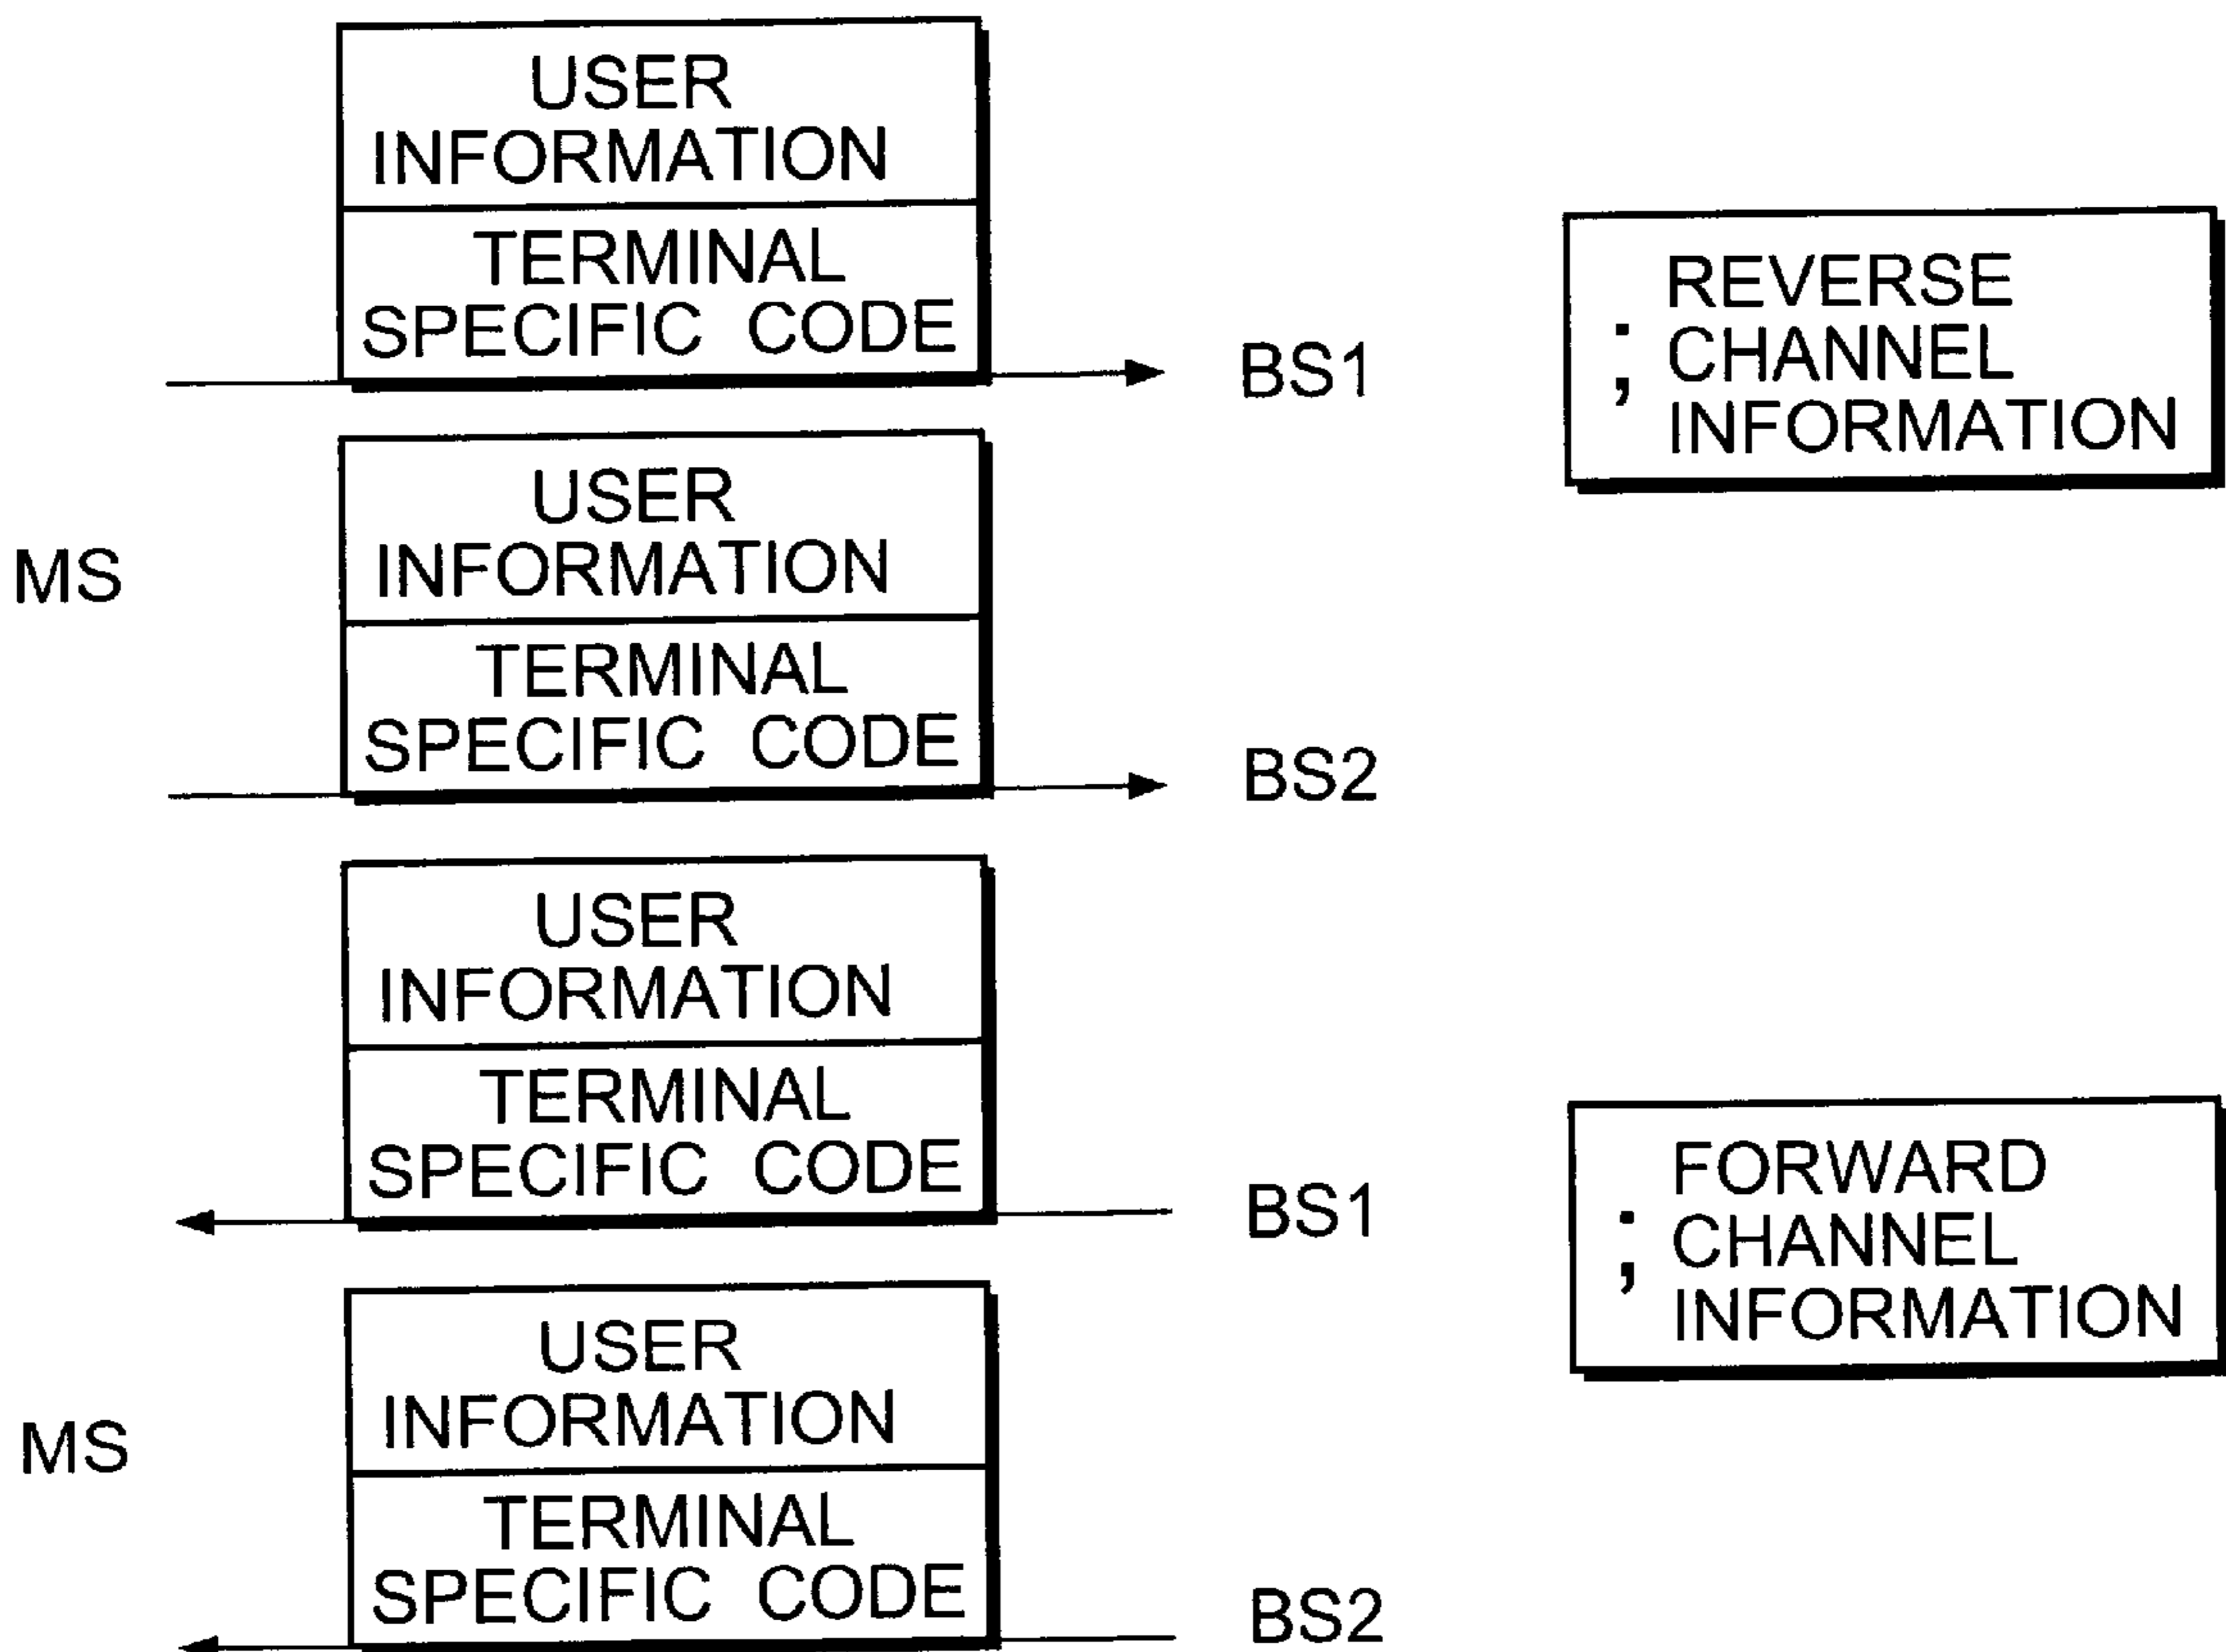 USER
INFORMATION
TERMINAL
SPECIFIC CODE
BS1
; REVERSE
CHANNEL
INFORMATION
MS
USER
INFORMATION
TERMINAL
SPECIFIC CODE
BS2
USER
INFORMATION
TERMINAL
SPECIFIC CODE
BS1
; FORWARD
CHANNEL
INFORMATION
MS
USER
INFORMATION
TERMINAL
SPECIFIC CODE
BS2